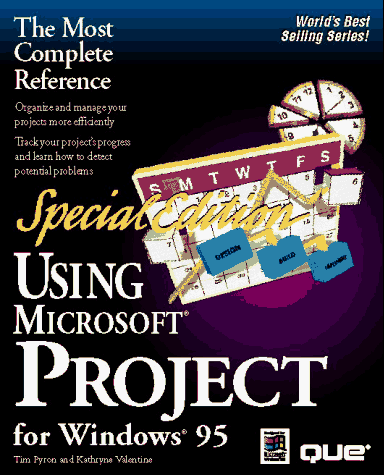 The Most
Complete
Reference
World's Best
Selling Series!
Organize and manage your
projects more efficiently
Track your project's progress
and learn how to detect
potential problems
S M T W T F S
Special Edition
DESIGN
BUILD
USING
MICROSOFT®
PROJECT
for Windows® 95
Tim Pyron and Kathryne Valentine
QUE®